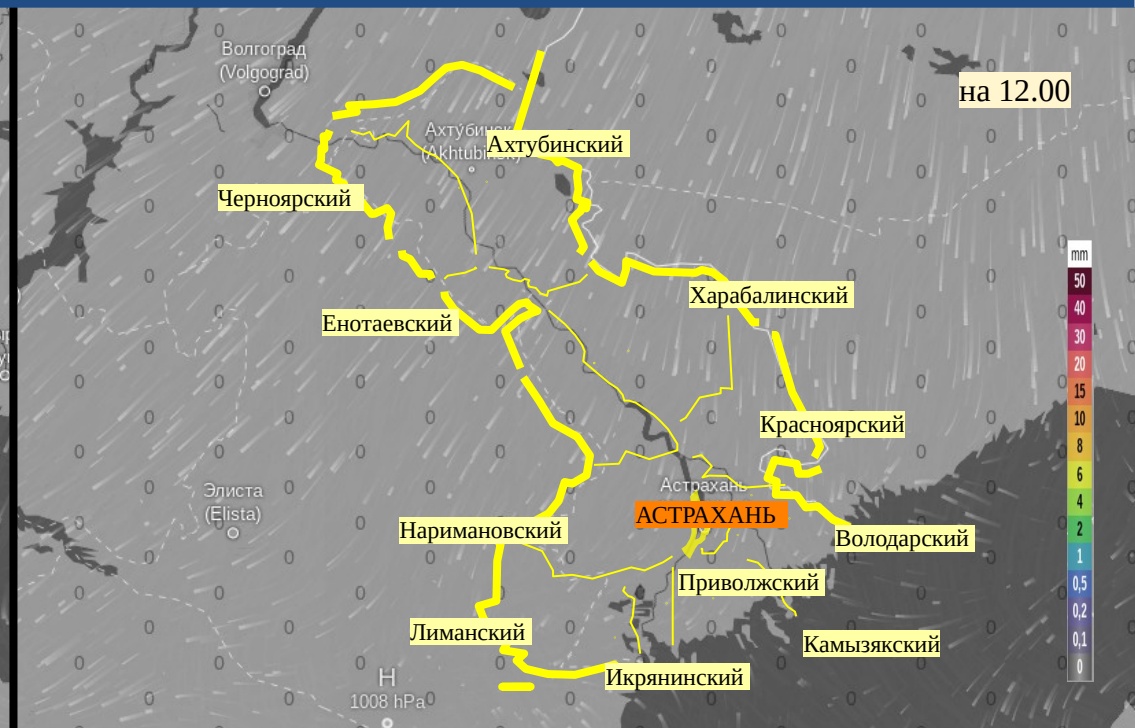 Волгоград
(Volgograd)
на 12.00
Ахтубинск
(Akhtubinsk)
Ахтубинский
Черноярский
mm
50
40
30
20
15
10
8
6
4
2
1
0,5
0,2
0,1
0
Харабалинский
Енотаевский
Красноярский
Элиста
(Elista)
Астрахань
АСТРАХАНЬ
Наримановский
Володарский
Приволжский
Лиманский
Камызякский
Икрянинский
H
1008 hPa